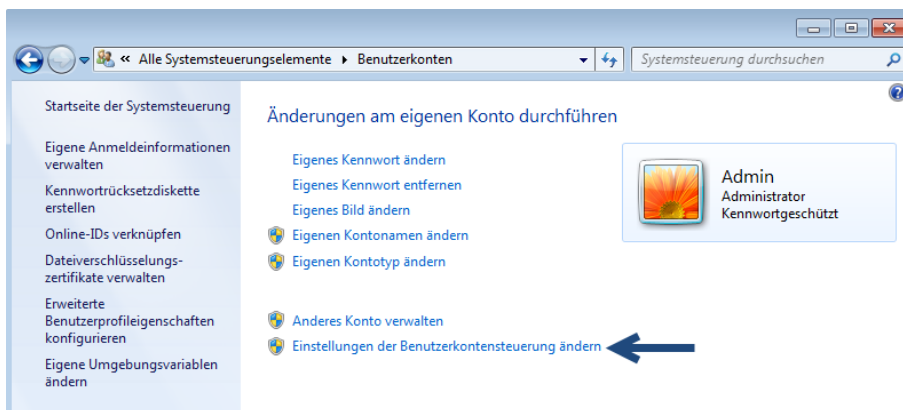 « Alle Systemsteuerungselemente Benutzerkonten
Systemsteuerung durchsuchen
Startseite der Systemsteuerung
Eigene Anmeldeinformationen
verwalten
Kennwortrücksetzdiskette
erstellen
Online-IDs verknüpfen
Dateiverschlüsselungs-
zertifikate verwalten
Erweiterte
Benutzerprofileigenschaften
konfigurieren
Eigene Umgebungsvariablen
ändern
Änderungen am eigenen Konto durchführen
Eigenes Kennwort ändern
Eigenes Kennwort entfernen
Eigenes Bild ändern
Eigenen Kontonamen ändern
Eigenen Kontotyp ändern
Anderes Konto verwalten
Einstellungen der Benutzerkontensteuerung ändern
Admin
Administrator
Kennwortgeschützt